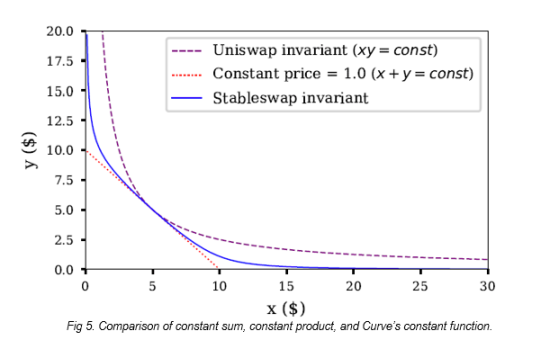 20.0
17.5
15.0
12.5
10.0
7.5
5.0
2.5
0.0
y ($)
Uniswap invariant (xy = const)
Constant price = 1.0 (x + y = const)
Stableswap invariant
0 5 10 15 20 25 30
x ($)
Fig 5. Comparison of constant sum, constant product, and Curve's constant function.